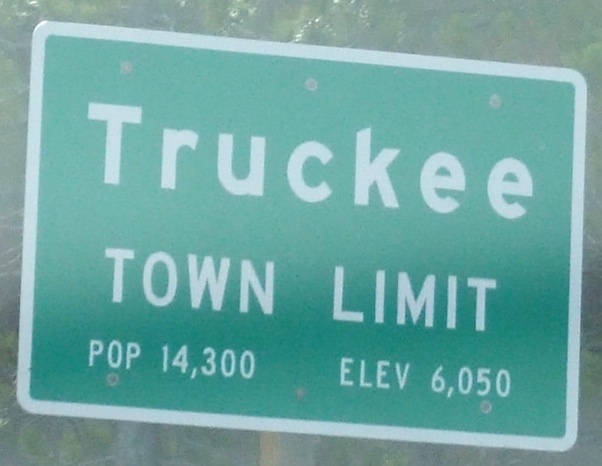 Truckee
TOWN LIMIT
POP 14,300 ELEV 6,050